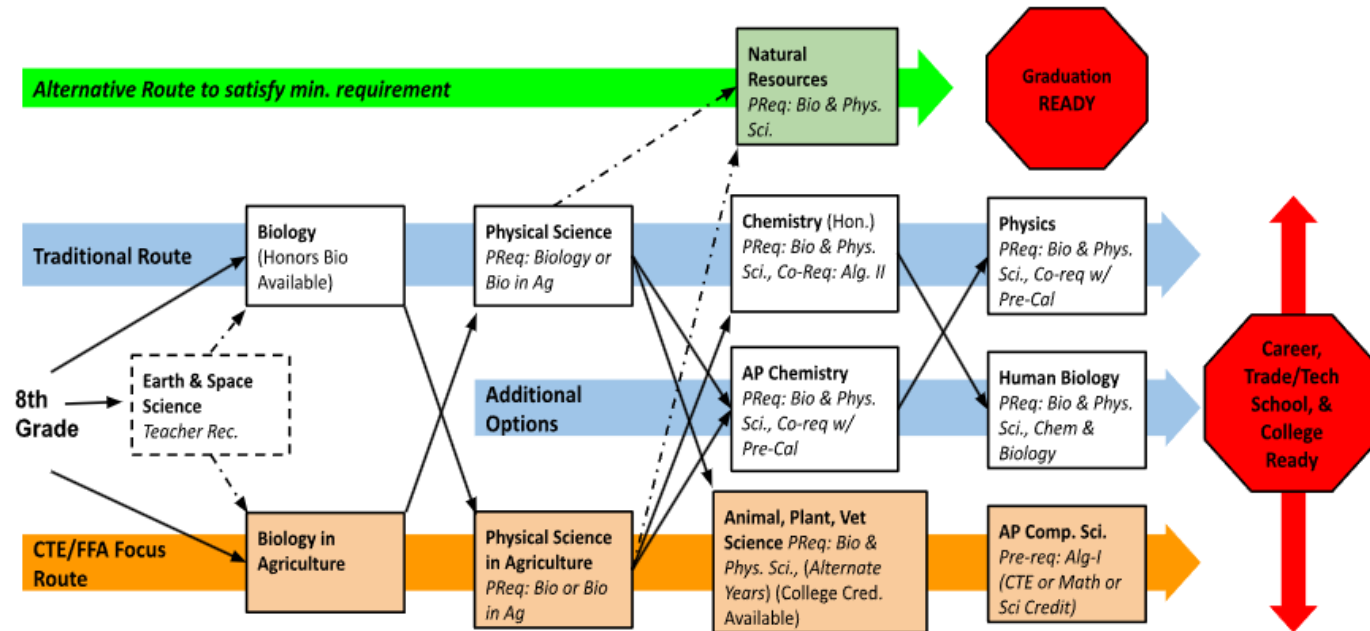 Alternative Route to satisfy min. requirement
Natural
Resources
PReq: Bio & Phys.
Sci.
Graduation
READY
Traditional Route
Biology
(Honors Bio
Available)
Physical Science
PReq: Biology or
Bio in Ag
Chemistry (Hon.)
PReq: Bio & Phys.
Sci., Co-Req: Alg. II
Physics
PReq: Bio & Phys.
Sci., Co-req w/
Pre-Cal
8th
Grade
Earth & Space
Science
Teacher Rec.
Additional
Options
AP Chemistry
PReq: Bio & Phys.
Sci., Co-req w/
Pre-Cal
Human Biology
PReq: Bio & Phys.
Sci., Chem &
Biology
Career,
Trade/Tech
School, &
College
Ready
CTE/FFA Focus
Route
Biology in
Agriculture
Physical Science
in Agriculture
PReq: Bio or Bio
in Ag
Animal, Plant, Vet
Science PReq: Bio &
Phys. Sci., (Alternate
Years) (College Cred.
Available)
AP Comp. Sci.
Pre-req: Alg-I
(CTE or Math or
Sci Credit)